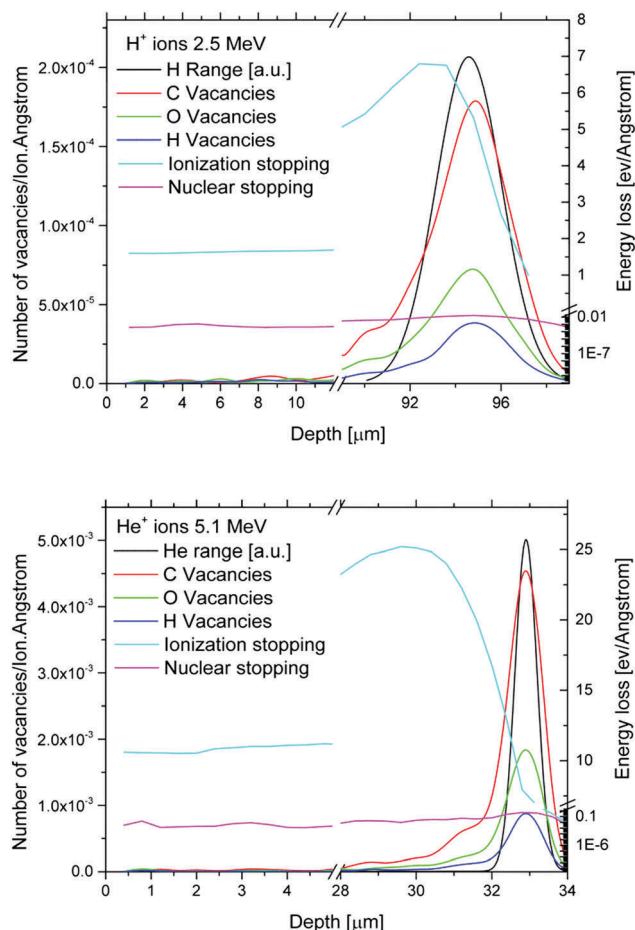 H⁺ ions 2.5 MeV
H Range [a.u.]
C Vacancies
O Vacancies
H Vacancies
Ionization stopping
Nuclear stopping
Number of vacancies/Ion.Angstrom
2.0x10⁻⁴
1.5x10⁻⁴
1.0x10⁻⁴
5.0x10⁻⁵
0.0
8
7
6
5
4
3
2
1
0.01
1E-7
Energy loss [ev/Angstrom]
2 4 6 8 10 92 96
Depth [μm]
He⁺ ions 5.1 MeV
He range [a.u.]
C Vacancies
O Vacancies
H Vacancies
Ionization stopping
Nuclear stopping
Number of vacancies/Ion.Angstrom
5.0x10⁻³
4.0x10⁻³
3.0x10⁻³
2.0x10⁻³
1.0x10⁻³
0.0
25
20
15
10
0.1
1E-6
Energy loss [ev/Angstrom]
0 1 2 3 4 28 30 32 34
Depth [μm]